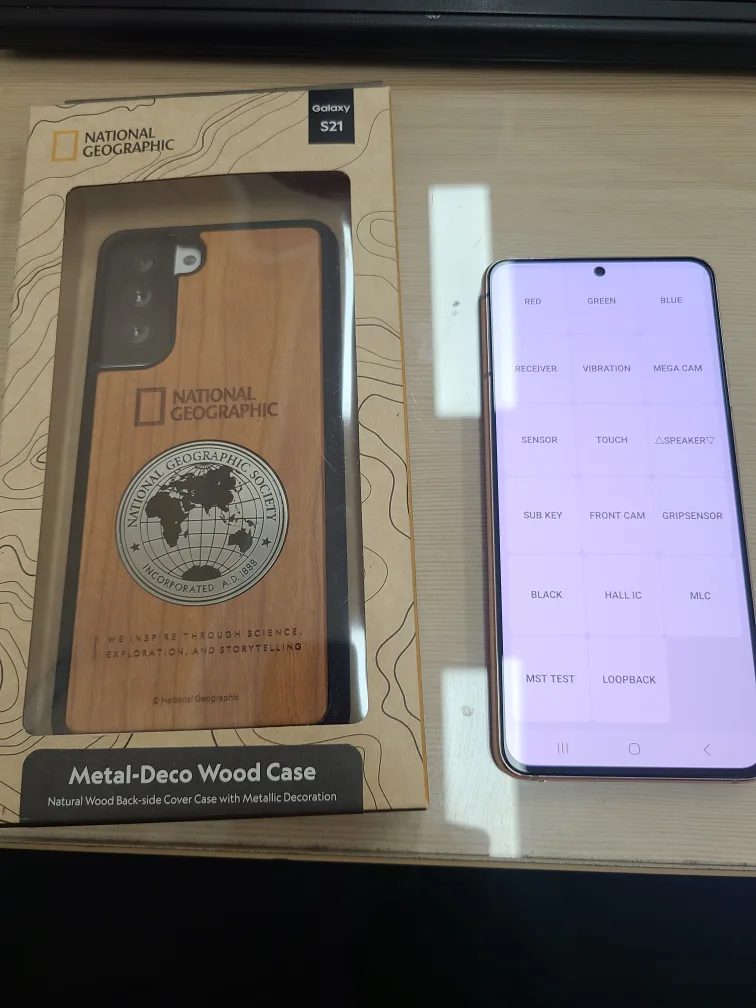 Galaxy
S21
NATIONAL
GEOGRAPHIC
NATIONAL
GEOGRAPHIC
NATIONAL GEOGRAPHIC SOCIETY
INCORPORATED A.D.1888
WE INSPIRE THROUGH SCIENCE,
EXPLORATION, AND STORYTELLING
© National Geographic
Metal-Deco Wood Case
Natural Wood Back-side Cover Case with Metallic Decoration
RED GREEN BLUE
RECEIVER VIBRATION MEGA CAM
SENSOR TOUCH △SPEAKER▽
SUB KEY FRONT CAM GRIPSENSOR
BLACK HALL IC MLC
MST TEST LOOPBACK